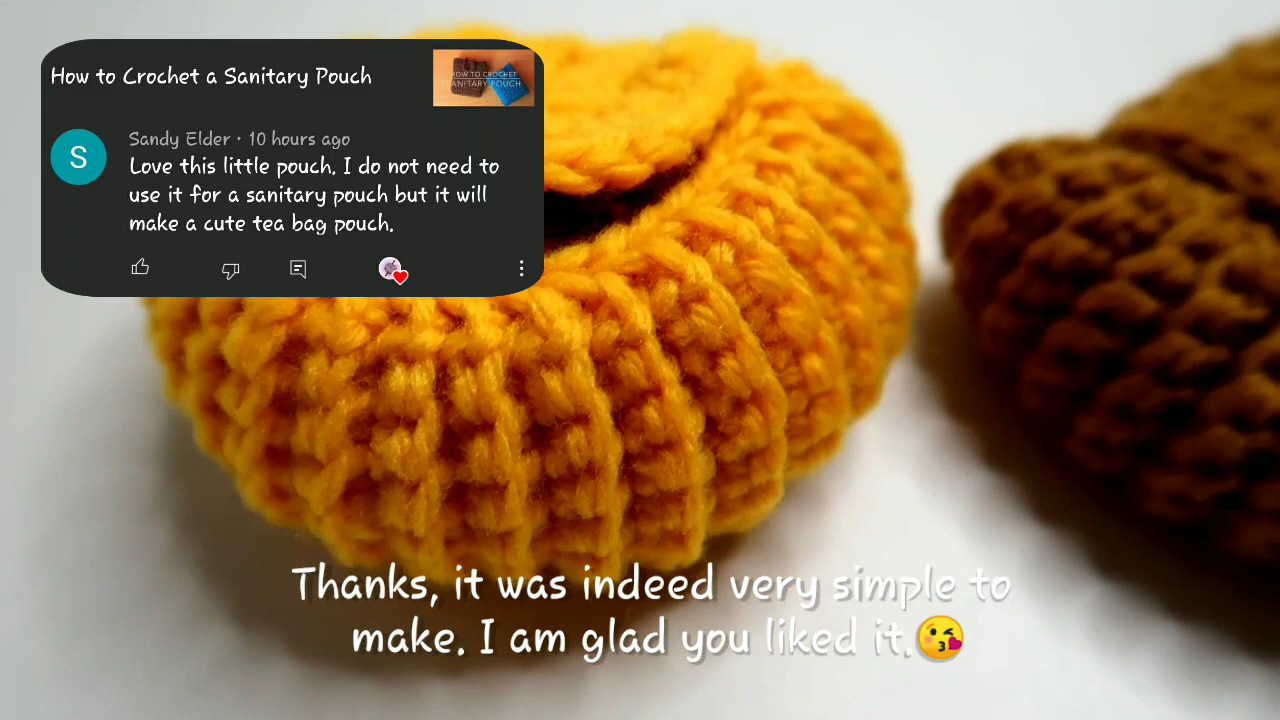 How to Crochet a Sanitary Pouch
HOW TO CROCHET
SANITARY POUCH
S
Sandy Elder · 10 hours ago
Love this little pouch. I do not need to
use it for a sanitary pouch but it will
make a cute tea bag pouch.
Thanks, it was indeed very simple to
make. I am glad you liked it.😘